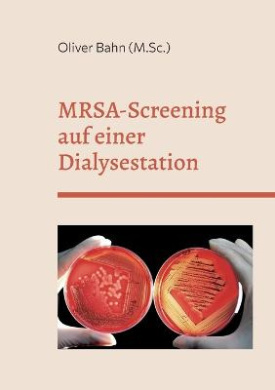 Oliver Bahn (M.Sc.)
MRSA-Screening
auf einer
Dialysestation